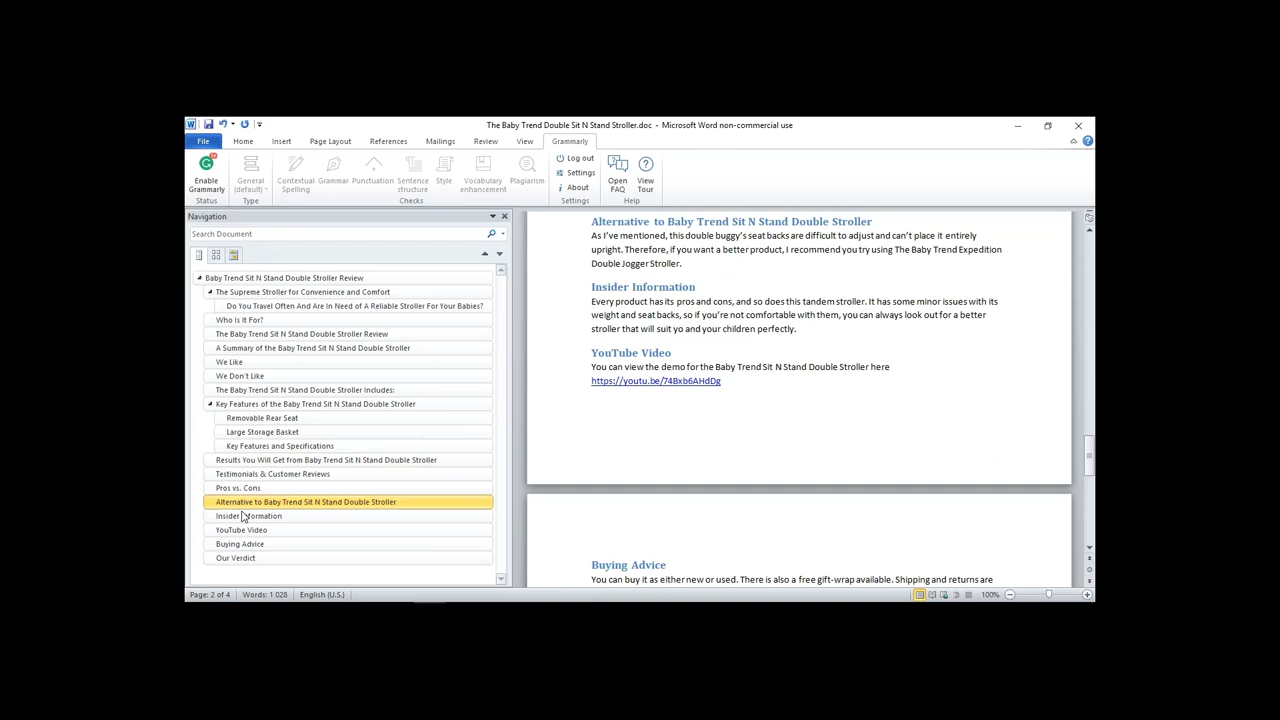 The Baby Trend Double Sit N Stand Stroller.doc - Microsoft Word non-commercial use
File Home Insert Page Layout References Mailings Review View Grammarly
Enable Grammarly
Status
General (default)
Type
Contextual Spelling
Grammar
Punctuation
Sentence structure
Style
Vocabulary enhancement
Plagiarism
Checks
Log out
Settings
About
Settings
Open FAQ
View Tour
Help
Navigation
Search Document
Baby Trend Sit N Stand Double Stroller Review
The Supreme Stroller for Convenience and Comfort
Do You Travel Often And Are In Need of A Reliable Stroller For Your Babies?
Who Is It For?
The Baby Trend Sit N Stand Double Stroller Review
A Summary of the Baby Trend Sit N Stand Double Stroller
We Like
We Don't Like
The Baby Trend Sit N Stand Double Stroller Includes:
Key Features of the Baby Trend Sit N Stand Double Stroller
Removable Rear Seat
Large Storage Basket
Key Features and Specifications
Results You Will Get from Baby Trend Sit N Stand Double Stroller
Testimonials & Customer Reviews
Pros vs. Cons
Alternative to Baby Trend Sit N Stand Double Stroller
Insider Information
YouTube Video
Buying Advice
Our Verdict
Alternative to Baby Trend Sit N Stand Double Stroller
As I've mentioned, this double buggy's seat backs are difficult to adjust and can't place it entirely
upright. Therefore, if you want a better product, I recommend you try using The Baby Trend Expedition
Double Jogger Stroller.
Insider Information
Every product has its pros and cons, and so does this tandem stroller. It has some minor issues with its
weight and seat backs, so if you're not comfortable with them, you can always look out for a better
stroller that will suit yo and your children perfectly.
YouTube Video
You can view the demo for the Baby Trend Sit N Stand Double Stroller here
https://youtu.be/74Bxb6AHdDg
Buying Advice
You can buy it as either new or used. There is also a free gift-wrap available. Shipping and returns are
Page: 2 of 4 Words: 1 028 English (U.S.) 100%